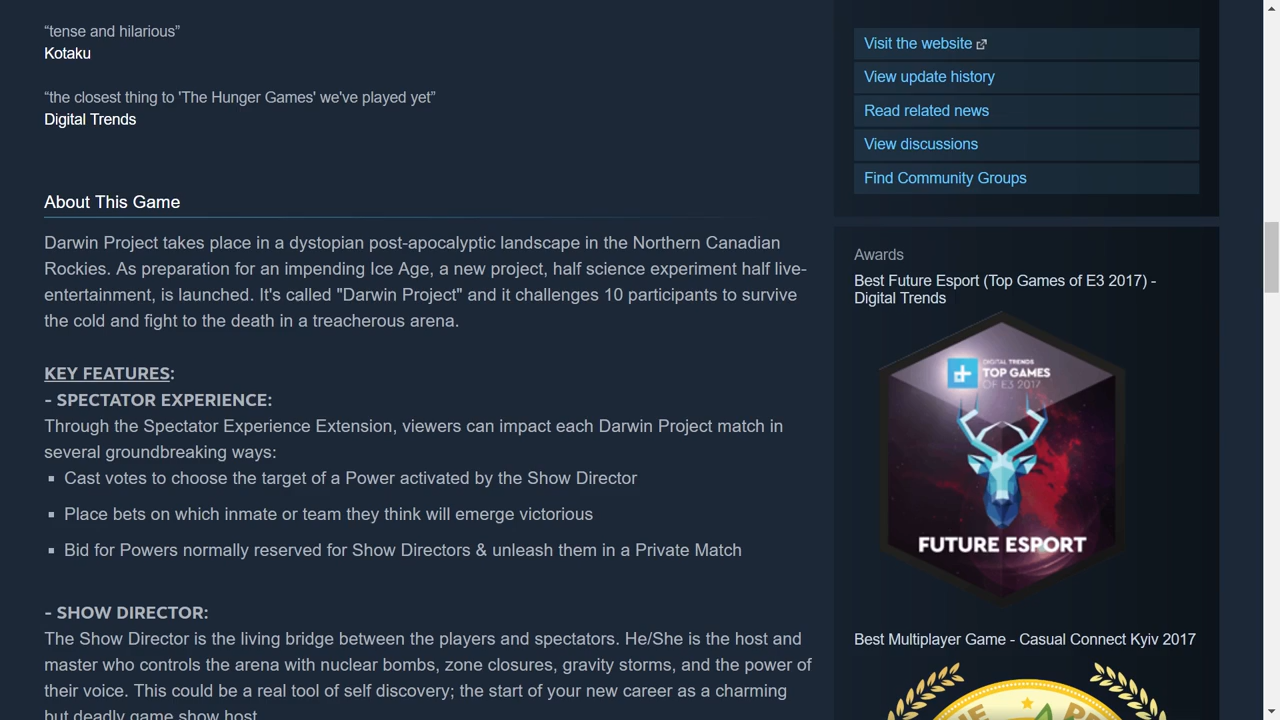 “tense and hilarious”
Kotaku
“the closest thing to 'The Hunger Games' we've played yet”
Digital Trends
About This Game
Darwin Project takes place in a dystopian post-apocalyptic landscape in the Northern Canadian
Rockies. As preparation for an impending Ice Age, a new project, half science experiment half live-
entertainment, is launched. It's called "Darwin Project" and it challenges 10 participants to survive
the cold and fight to the death in a treacherous arena.
KEY FEATURES:
- SPECTATOR EXPERIENCE:
Through the Spectator Experience Extension, viewers can impact each Darwin Project match in
several groundbreaking ways:
▪ Cast votes to choose the target of a Power activated by the Show Director
▪ Place bets on which inmate or team they think will emerge victorious
▪ Bid for Powers normally reserved for Show Directors & unleash them in a Private Match
- SHOW DIRECTOR:
The Show Director is the living bridge between the players and spectators. He/She is the host and
master who controls the arena with nuclear bombs, zone closures, gravity storms, and the power of
their voice. This could be a real tool of self discovery; the start of your new career as a charming
but deadly game show host.
Visit the website
View update history
Read related news
View discussions
Find Community Groups
Awards
Best Future Esport (Top Games of E3 2017) -
Digital Trends
DIGITAL TRENDS
TOP GAMES
OF E3 2017
FUTURE ESPORT
Best Multiplayer Game - Casual Connect Kyiv 2017